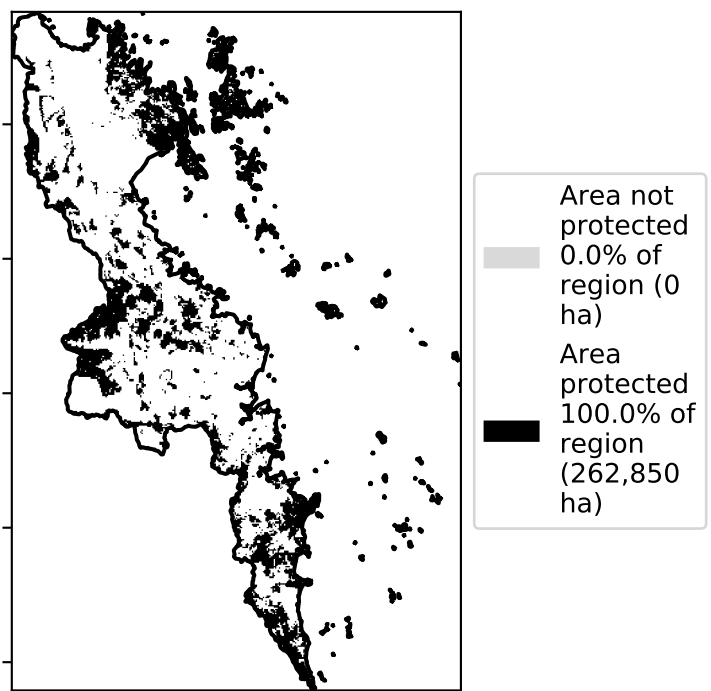 Area not
protected
0.0% of
region (0
ha)
Area
protected
100.0% of
region
(262,850
ha)